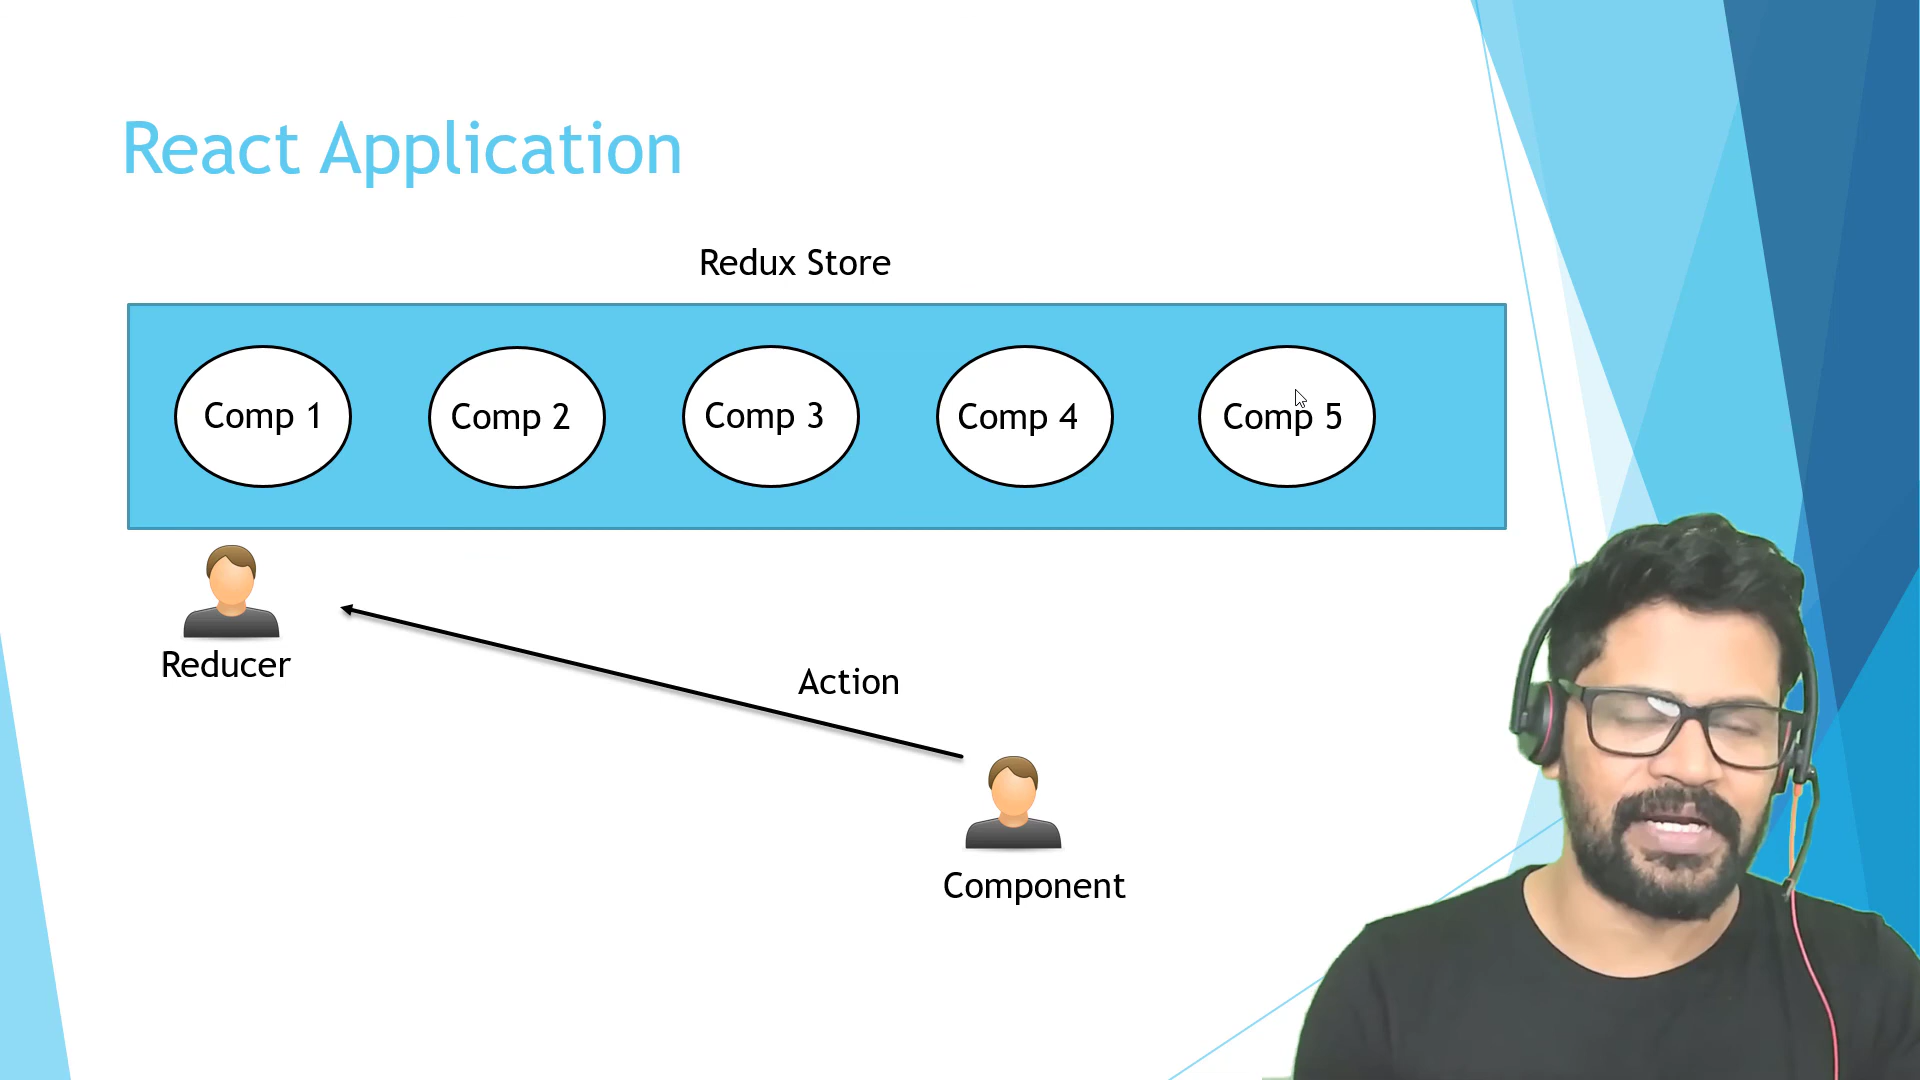 React Application
Redux Store
Comp 1
Comp 2
Comp 3
Comp 4
Comp 5
Reducer
Action
Component